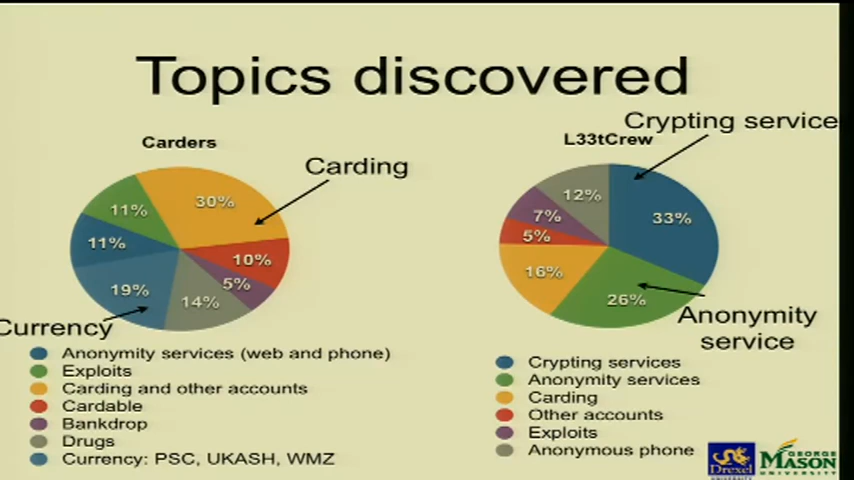 Topics discovered
Carders
Carding
30%
11%
11%
10%
5%
19%
14%
Currency
Anonymity services (web and phone)
Exploits
Carding and other accounts
Cardable
Bankdrop
Drugs
Currency: PSC, UKASH, WMZ
Crypting service
L33tCrew
12%
33%
7%
5%
16%
26%
Anonymity
service
Crypting services
Anonymity services
Carding
Other accounts
Exploits
Anonymous phone
Drexel
UNIVERSITY
GEORGE
MASON
UNIVERSITY